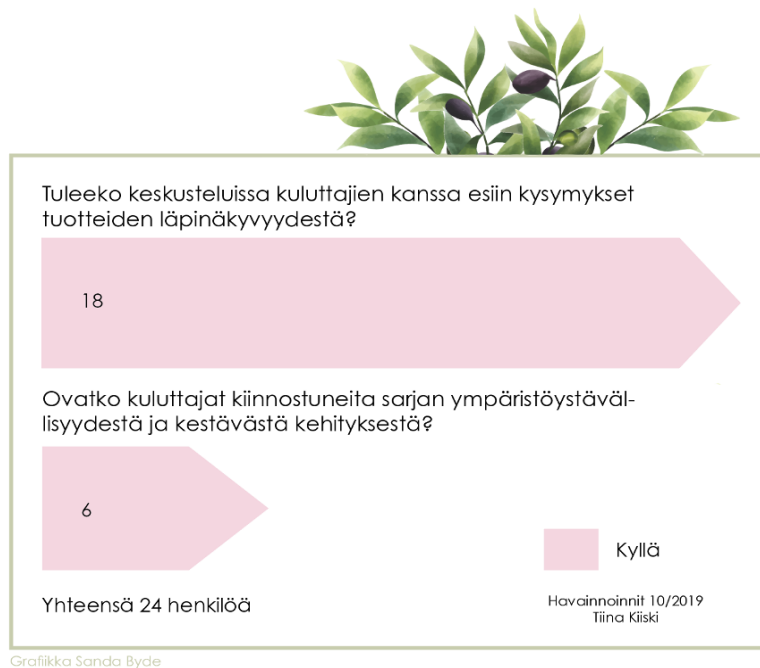 Tuleeko keskusteluissa kuluttajien kanssa esiin kysymykset
tuotteiden läpinäkyvyydestä?
18
Ovatko kuluttajat kiinnostuneita sarjan ympäristöystäväl-
lisyydestä ja kestävästä kehityksestä?
6
Kyllä
Yhteensä 24 henkilöä
Havainnoinnit 10/2019
Tiina Kiiski
Grafiikka Sanda Byde